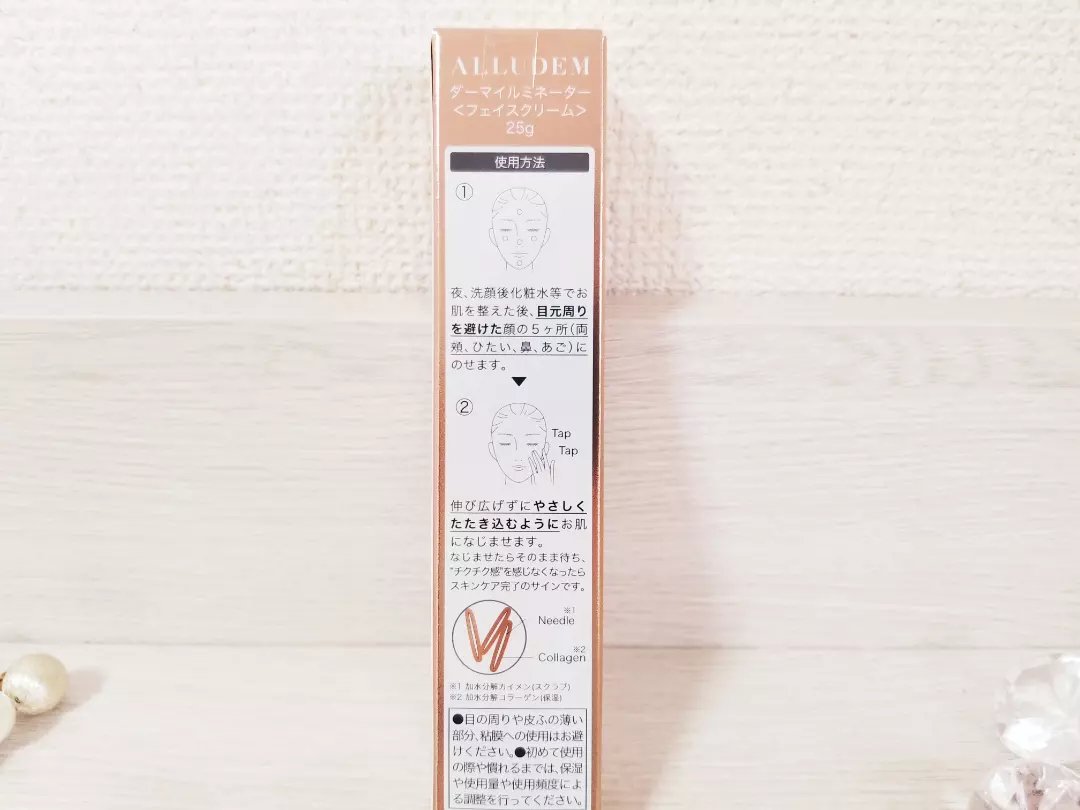 ALLUDEM
ダーマイルミネーター
<フェイスクリーム>
25g
使用方法
①
夜、洗顔後化粧水等でお
肌を整えた後、目元周り
を避けた顔の5ヶ所(両
頬、ひたい、鼻、あご)に
のせます。
②
Tap
Tap
伸び広げずにやさしく
たたき込むようにお肌
になじませます。
なじませたらそのまま待ち、
"チクチク感"を感じなくなったら
スキンケア完了のサインです。
※1
Needle
※2
Collagen
※1 加水分解カイメン(スクラブ)
※2 加水分解コラーゲン(保湿)
●目の周りや皮ふの薄い
部分、粘膜への使用はお避
けください。●初めて使用
の際や慣れるまでは、保湿
や使用量や使用頻度によ
る調整を行ってください。